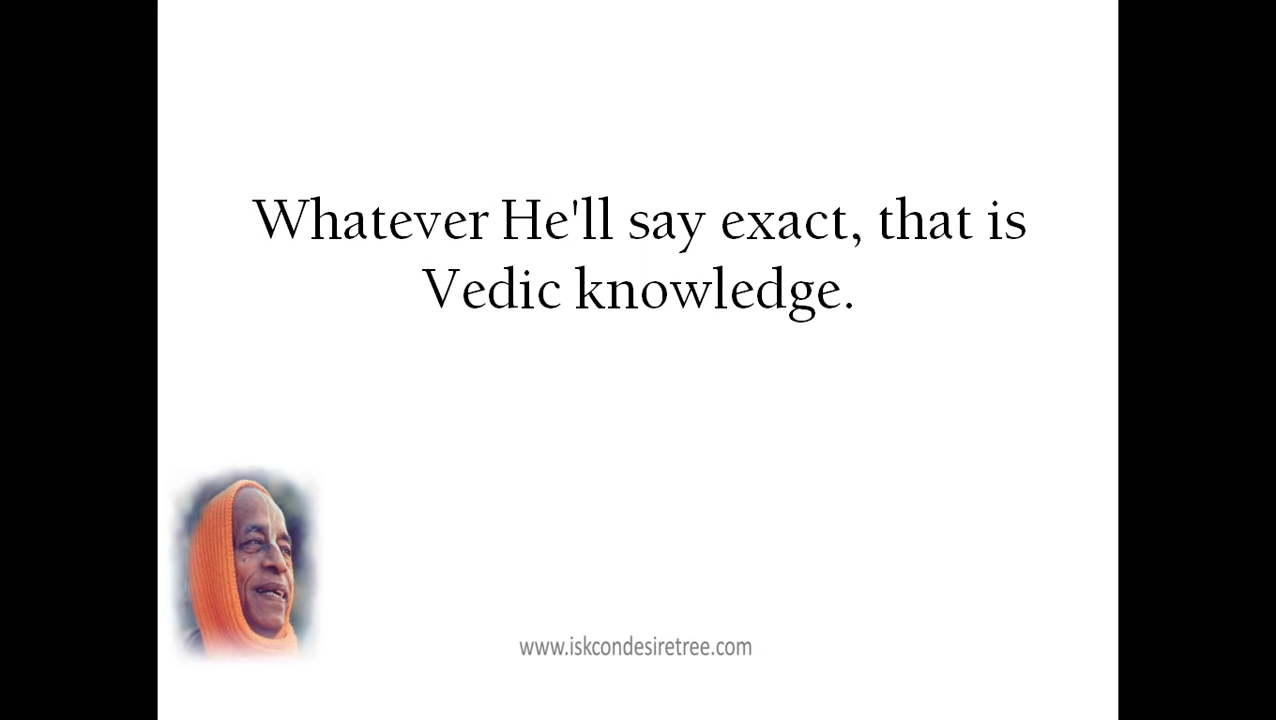 Whatever He'll say exact, that is
Vedic knowledge.
www.iskcondesiretree.com